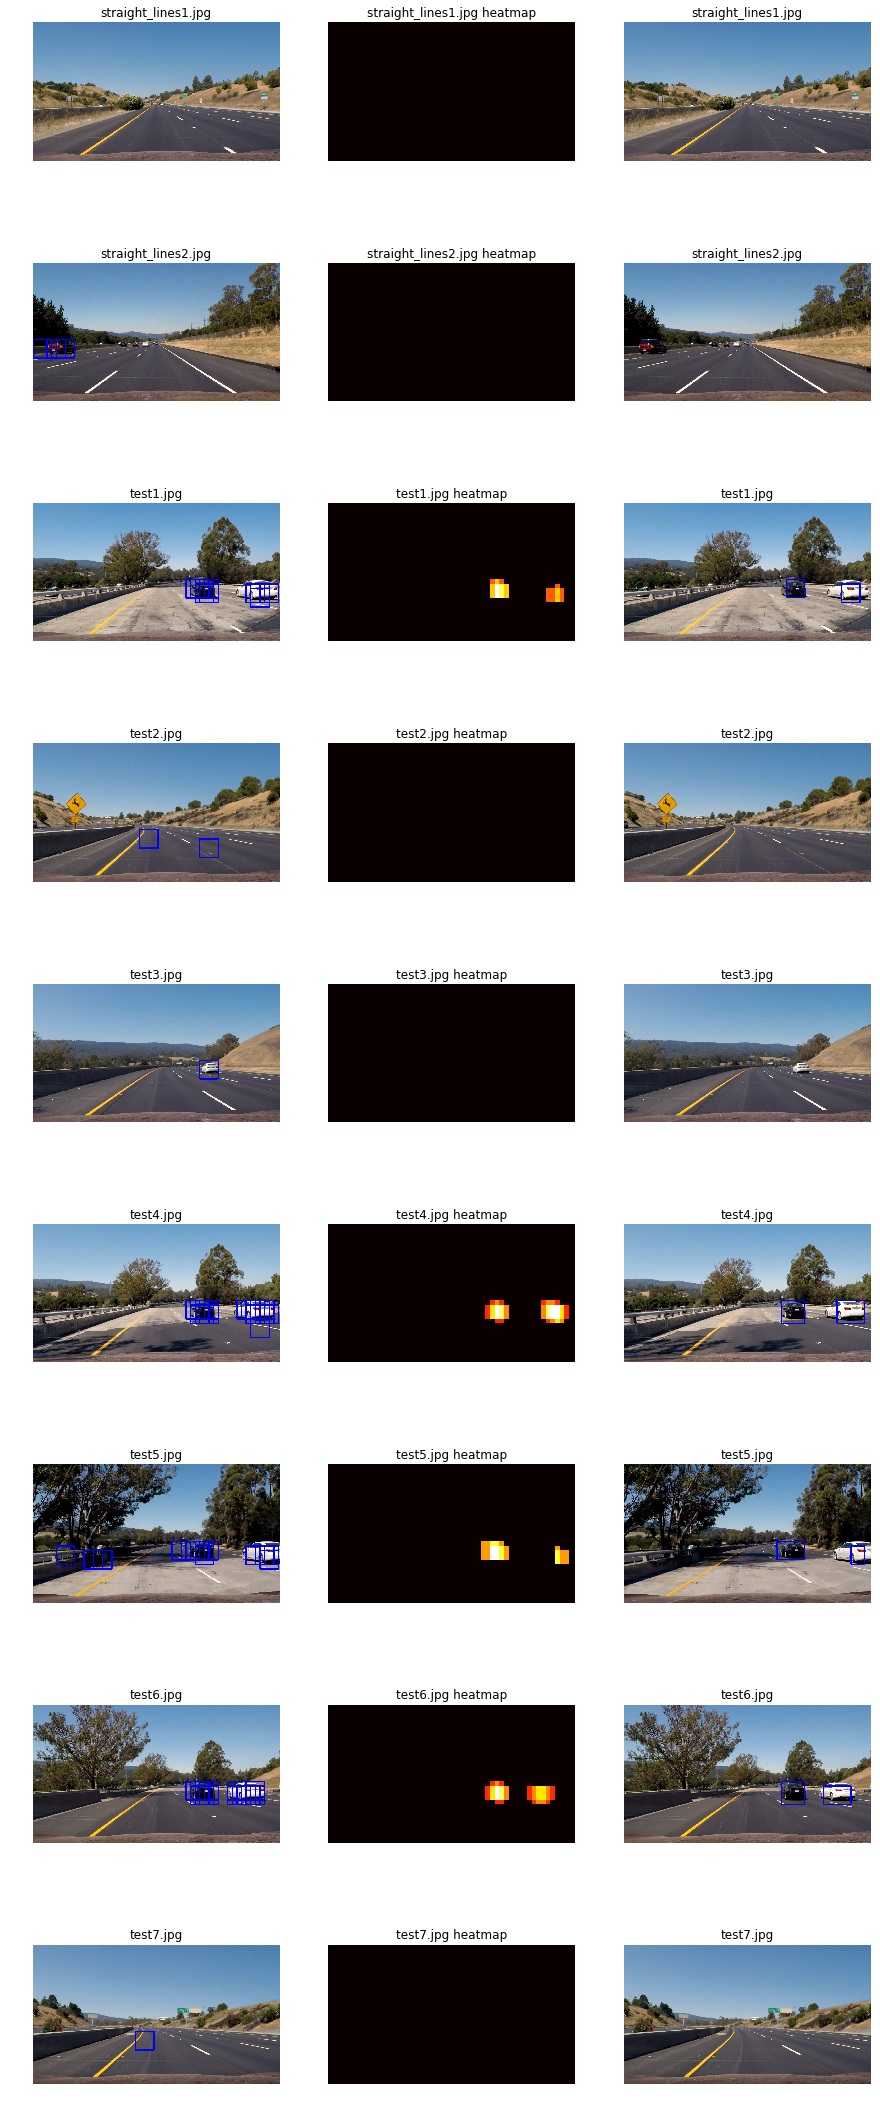 straight_lines1.jpg straight_lines1.jpg heatmap straight_lines1.jpg
straight_lines2.jpg straight_lines2.jpg heatmap straight_lines2.jpg
test1.jpg test1.jpg heatmap test1.jpg
test2.jpg test2.jpg heatmap test2.jpg
test3.jpg test3.jpg heatmap test3.jpg
test4.jpg test4.jpg heatmap test4.jpg
test5.jpg test5.jpg heatmap test5.jpg
test6.jpg test6.jpg heatmap test6.jpg
test7.jpg test7.jpg heatmap test7.jpg